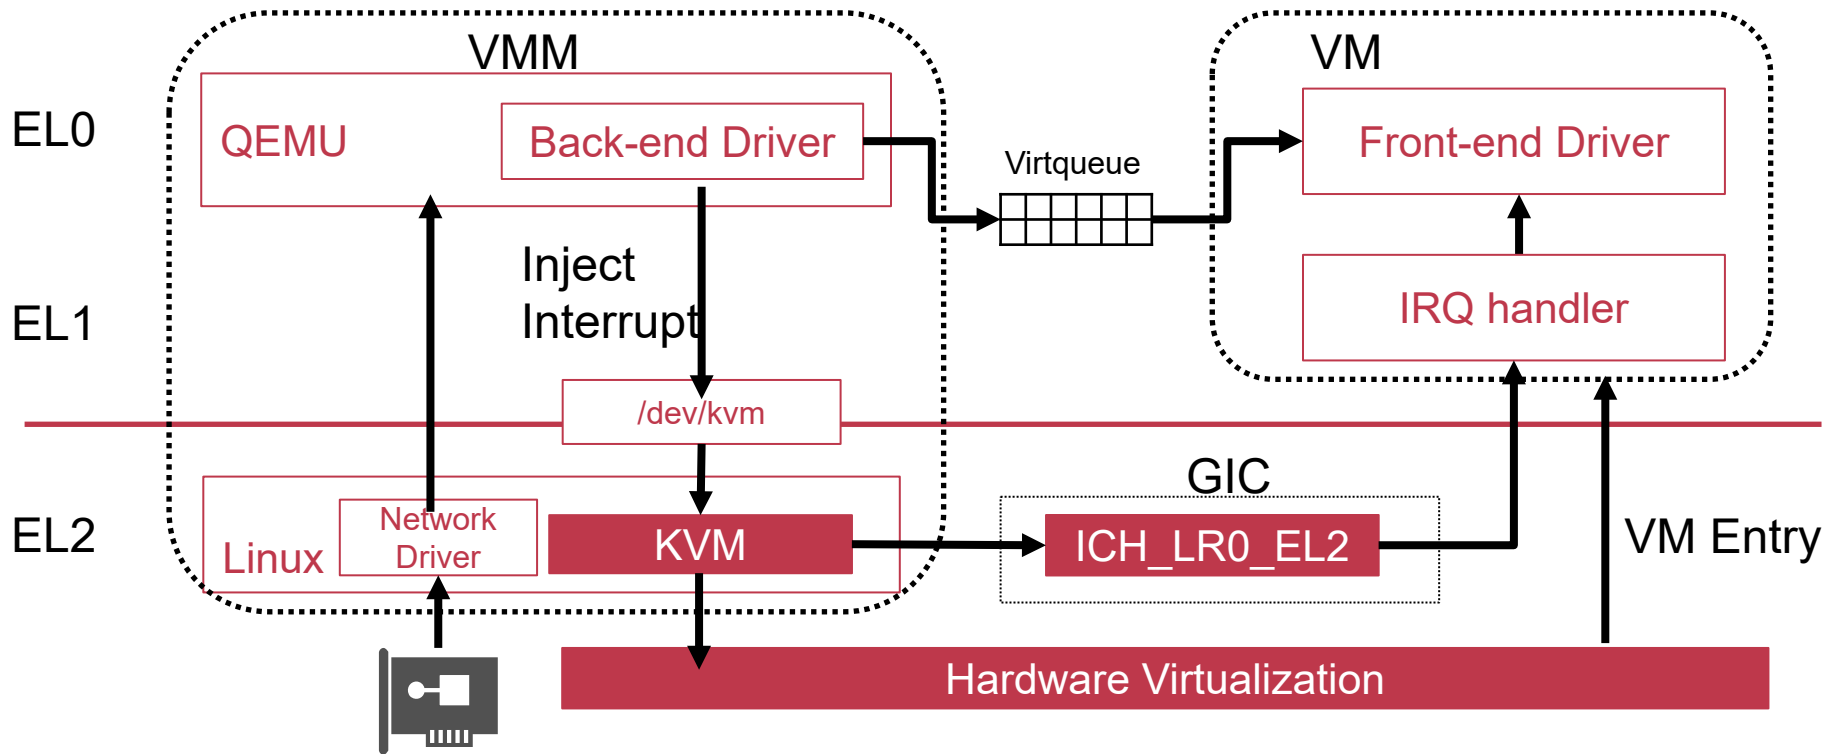 VMM
VM
EL0
QEMU
Back-end Driver
Virtqueue
Front-end Driver
Inject
Interrupt
EL1
IRQ handler
/dev/kvm
GIC
EL2
Linux
Network
Driver
KVM
ICH_LR0_EL2
VM Entry
Hardware Virtualization